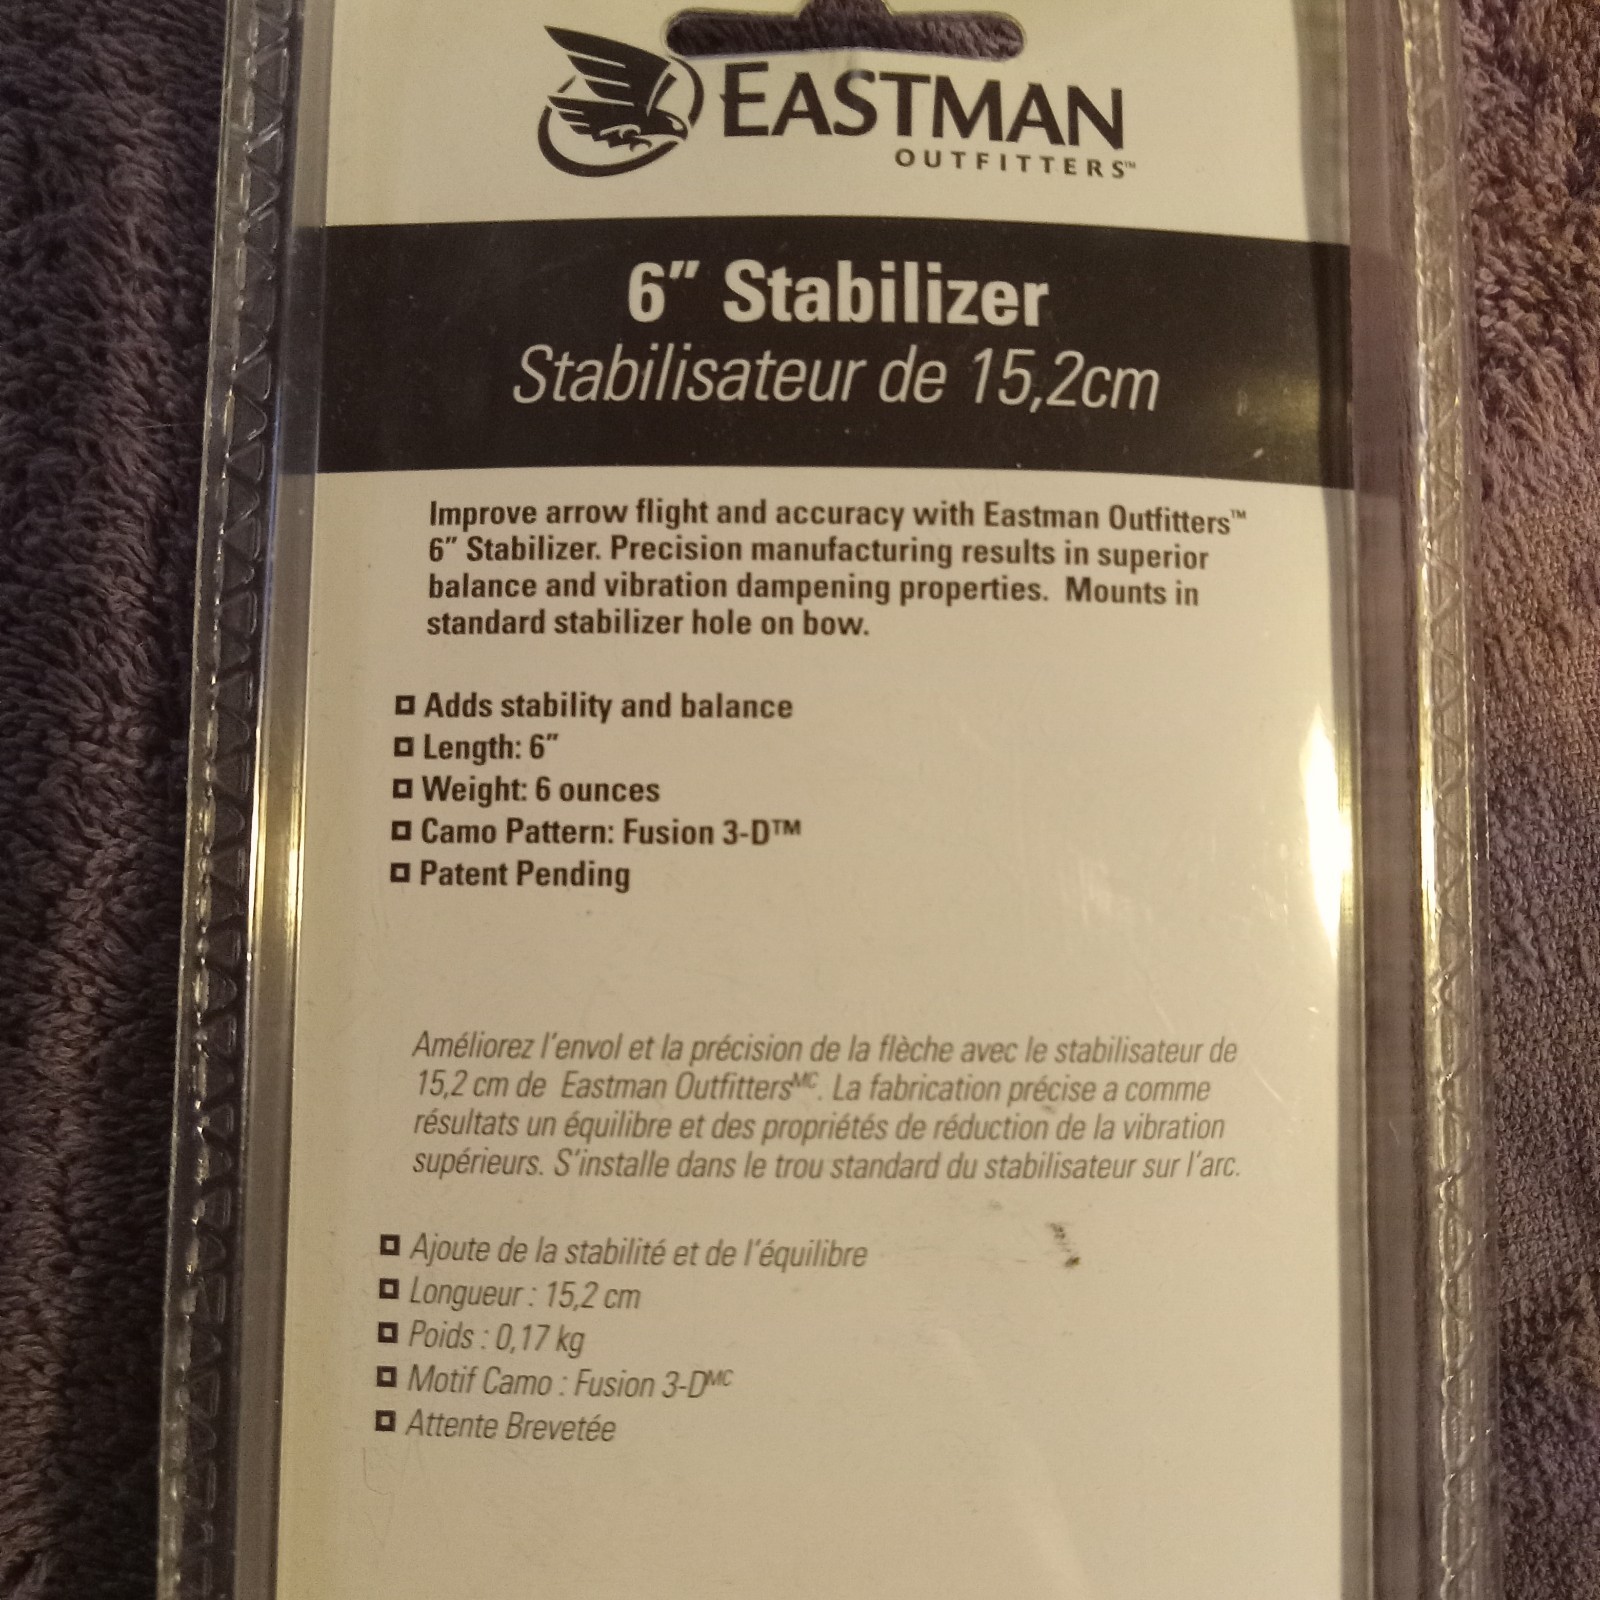 EASTMAN
OUTFITTERS™
6" Stabilizer
Stabilisateur de 15,2cm
Improve arrow flight and accuracy with Eastman Outfitters™
6" Stabilizer. Precision manufacturing results in superior
balance and vibration dampening properties. Mounts in
standard stabilizer hole on bow.
Adds stability and balance
Length: 6"
Weight: 6 ounces
Camo Pattern: Fusion 3-D™
Patent Pending
Améliorez l'envol et la précision de la flèche avec le stabilisateur de
15,2 cm de Eastman OutfittersMC. La fabrication précise a comme
résultats un équilibre et des propriétés de réduction de la vibration
supérieurs. S'installe dans le trou standard du stabilisateur sur l'arc.
Ajoute de la stabilité et de l'équilibre
Longueur : 15,2 cm
Poids : 0,17 kg
Motif Camo : Fusion 3-DMC
Attente Brevetée